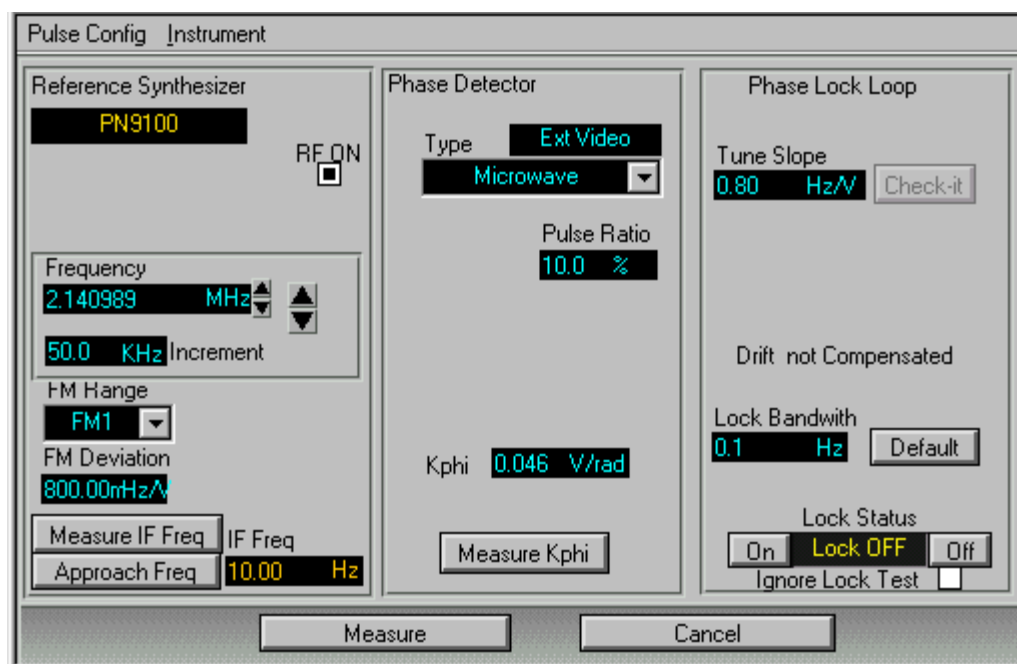 Pulse Config Instrument
Reference Synthesizer
PN9100
RF ON
Frequency
2.140989 MHz
50.0 KHz Increment
FM Range
FM1
FM Deviation
800.00mHz/V
Measure IF Freq
IF Freq
Approach Freq
10.00 Hz
Phase Detector
Type
Ext Video
Microwave
Pulse Ratio
10.0 %
Kphi 0.046 V/rad
Measure Kphi
Phase Lock Loop
Tune Slope
0.80 Hz/V
Check-it
Drift not Compensated
Lock Bandwith
0.1 Hz
Default
Lock Status
On Lock OFF Off
Ignore Lock Test
Measure
Cancel